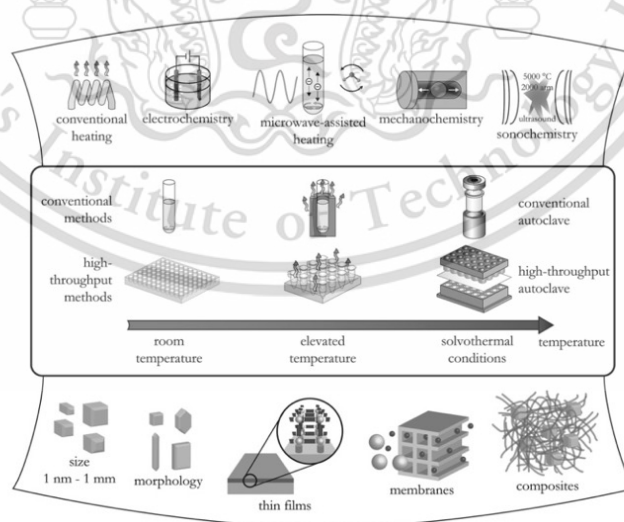 conventional
heating
electrochemistry
microwave-assisted
heating
mechanochemistry
5000 °C
2000 atm
ultrasound
sonochemistry
's Institute of Technology
conventional
methods
conventional
autoclave
high-
throughput
methods
high-throughput
autoclave
room
temperature
elevated
temperature
solvothermal
conditions
temperature
size
1 nm - 1 mm
morphology
thin films
membranes
composites